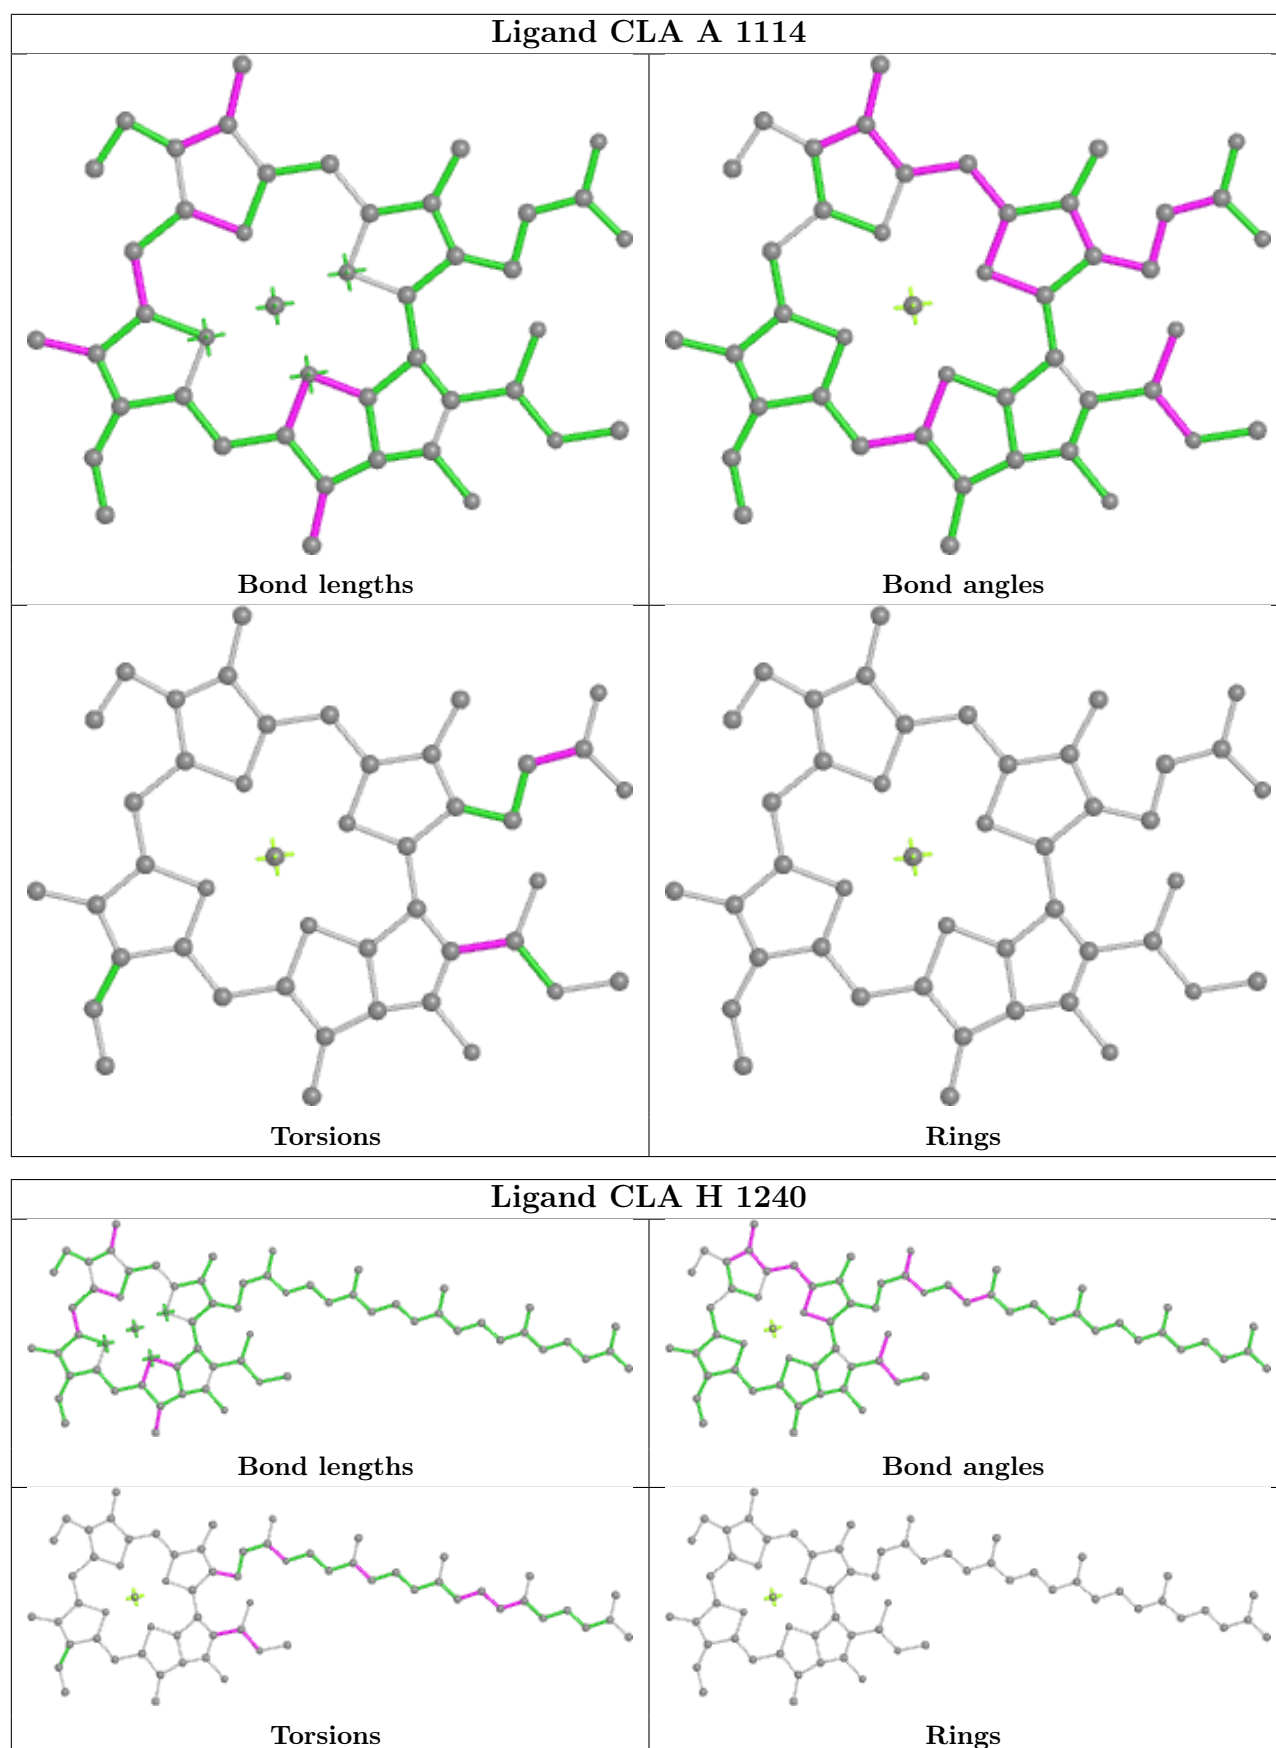 Ligand CLA A 1114
Bond lengths
Bond angles
Torsions
Rings
Ligand CLA H 1240
Bond lengths
Bond angles
Torsions
Rings